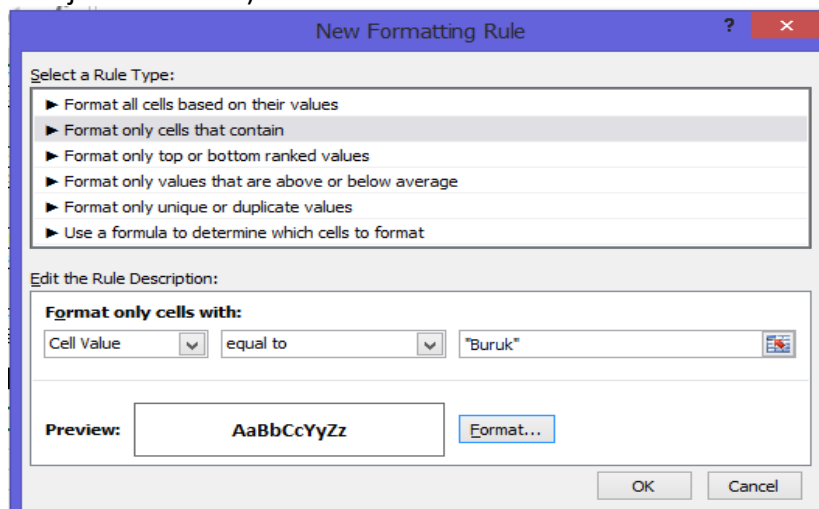 New Formatting Rule
?
Select a Rule Type:
► Format all cells based on their values
► Format only cells that contain
► Format only top or bottom ranked values
► Format only values that are above or below average
► Format only unique or duplicate values
► Use a formula to determine which cells to format
Edit the Rule Description:
Format only cells with:
Cell Value equal to "Buruk"
Preview: AaBbCcYyZz Format...
OK Cancel